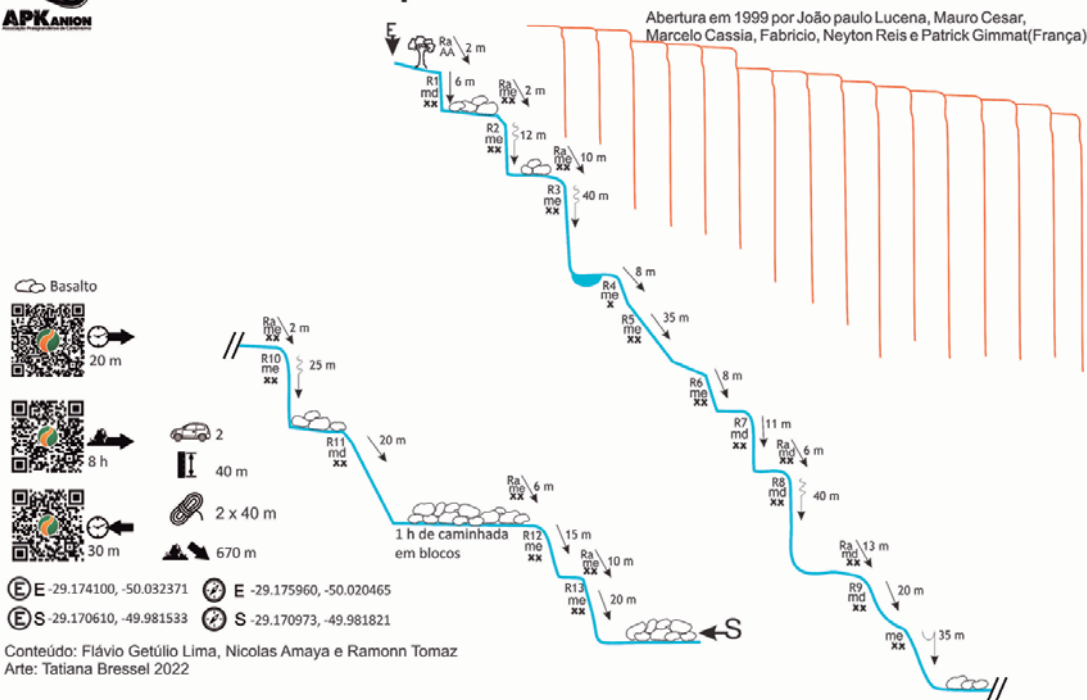 APKANION
Abertura em 1999 por João paulo Lucena, Mauro Cesar,
Marcelo Cassia, Fabricio, Neyton Reis e Patrick Gimmat(França)
E
Ra
AA
2 m
R1
md
xx
6 m
Ra
me
xx
2 m
R2
me
xx
12 m
Ra
me
xx
10 m
R3
me
xx
40 m
R4
me
x
8 m
R5
me
xx
35 m
R6
me
xx
8 m
R7
md
xx
11 m
Ra
md
xx
6 m
R8
md
xx
40 m
Ra
md
xx
13 m
R9
md
xx
20 m
me
xx
35 m
//
//
Ra
me
xx
2 m
R10
me
xx
25 m
R11
md
xx
20 m
1 h de caminhada
em blocos
Ra
me
xx
6 m
R12
me
xx
15 m
Ra
me
xx
10 m
R13
me
xx
20 m
S
Basalto
20 m
8 h
30 m
2
40 m
2 x 40 m
670 m
E E -29.174100, -50.032371 E -29.175960, -50.020465
E S -29.170610, -49.981533 S -29.170973, -49.981821
Conteúdo: Flávio Getúlio Lima, Nicolas Amaya e Ramonn Tomaz
Arte: Tatiana Bressel 2022